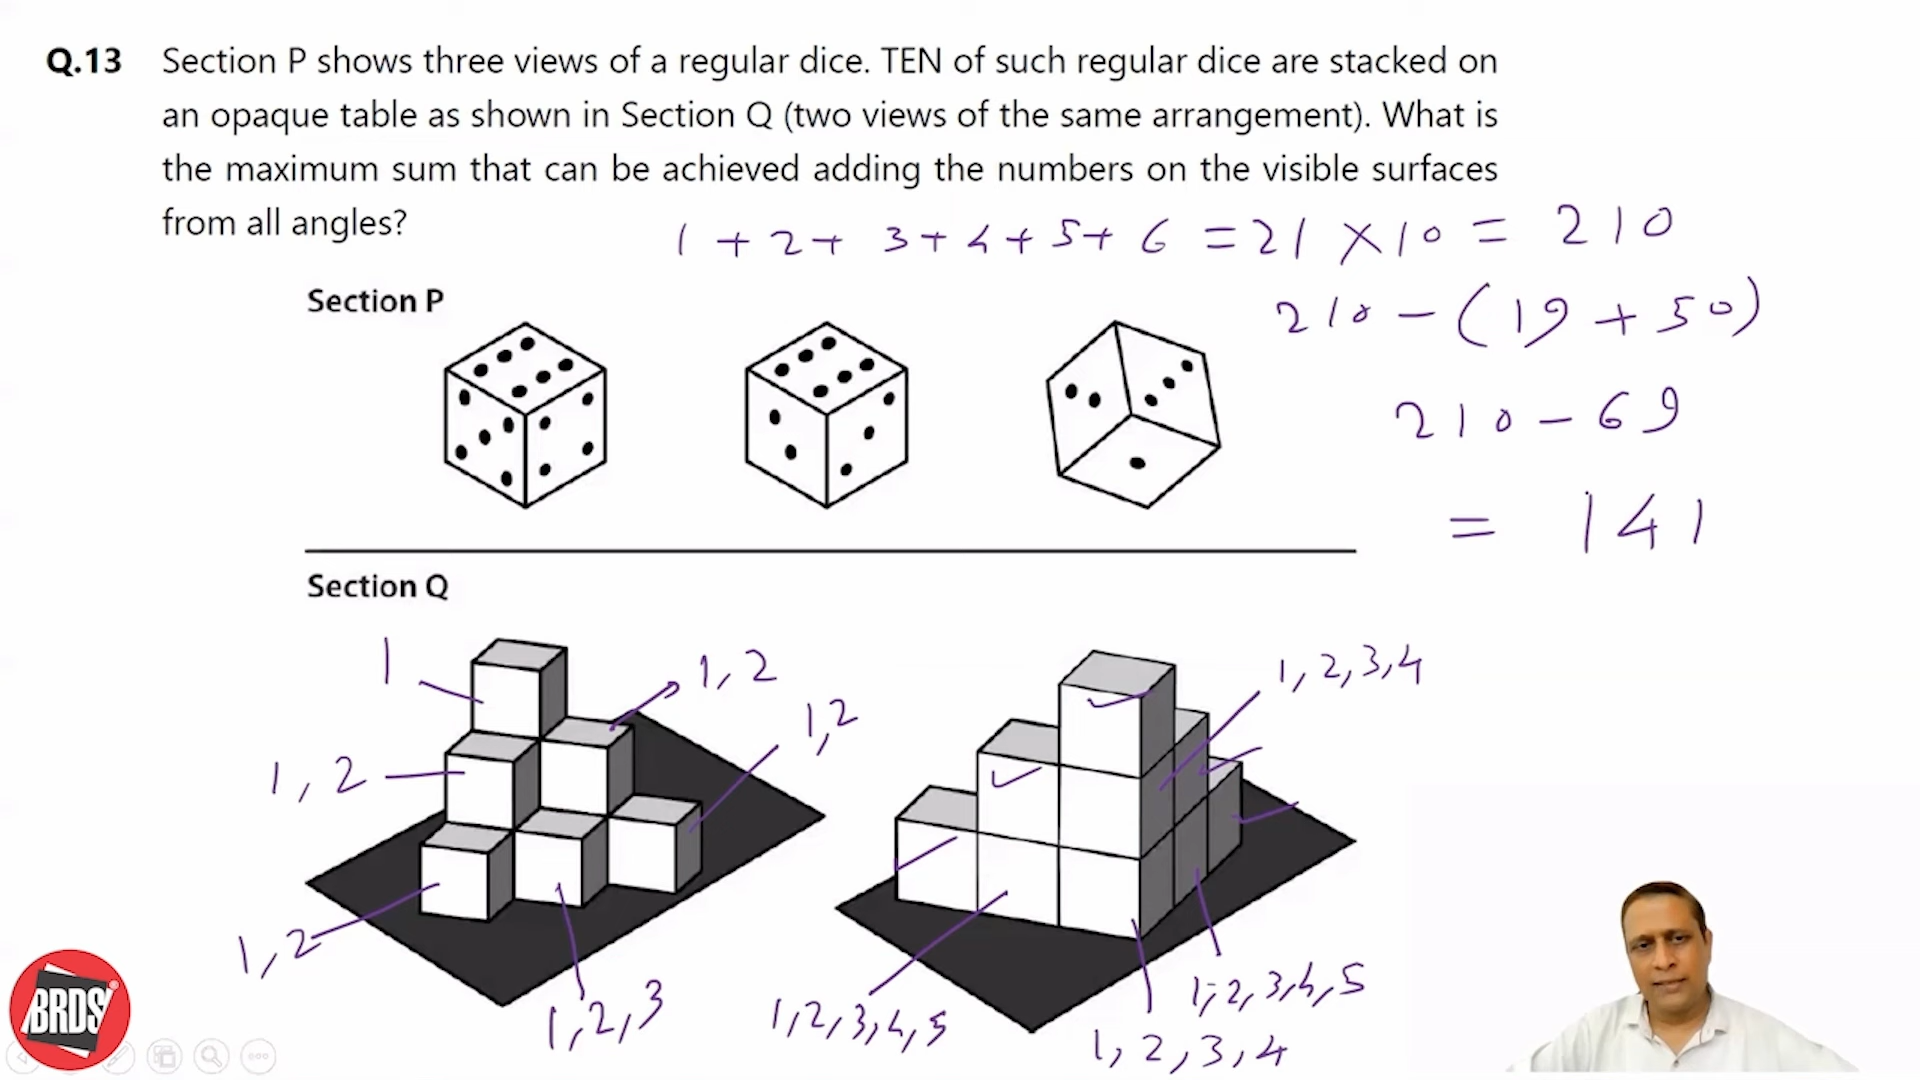 Q.13 Section P shows three views of a regular dice. TEN of such regular dice are stacked on
an opaque table as shown in Section Q (two views of the same arrangement). What is
the maximum sum that can be achieved adding the numbers on the visible surfaces
from all angles?
1 + 2 + 3 + 4 + 5 + 6 = 21 X 10 = 210
Section P
210 - (19 + 50)
210 - 69
= 141
Section Q
1
1, 2
1, 2, 3, 4
1, 2
1, 2
1, 2
1, 2, 3
1, 2, 3, 4, 5
1, 2, 3, 4, 5
1, 2, 3, 4
BRDS